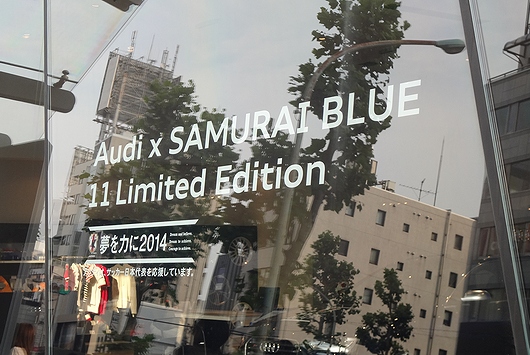 Audi x SAMURAI BLUE
11 Limited Edition
夢を力に2014
サッカー日本代表を応援しています。